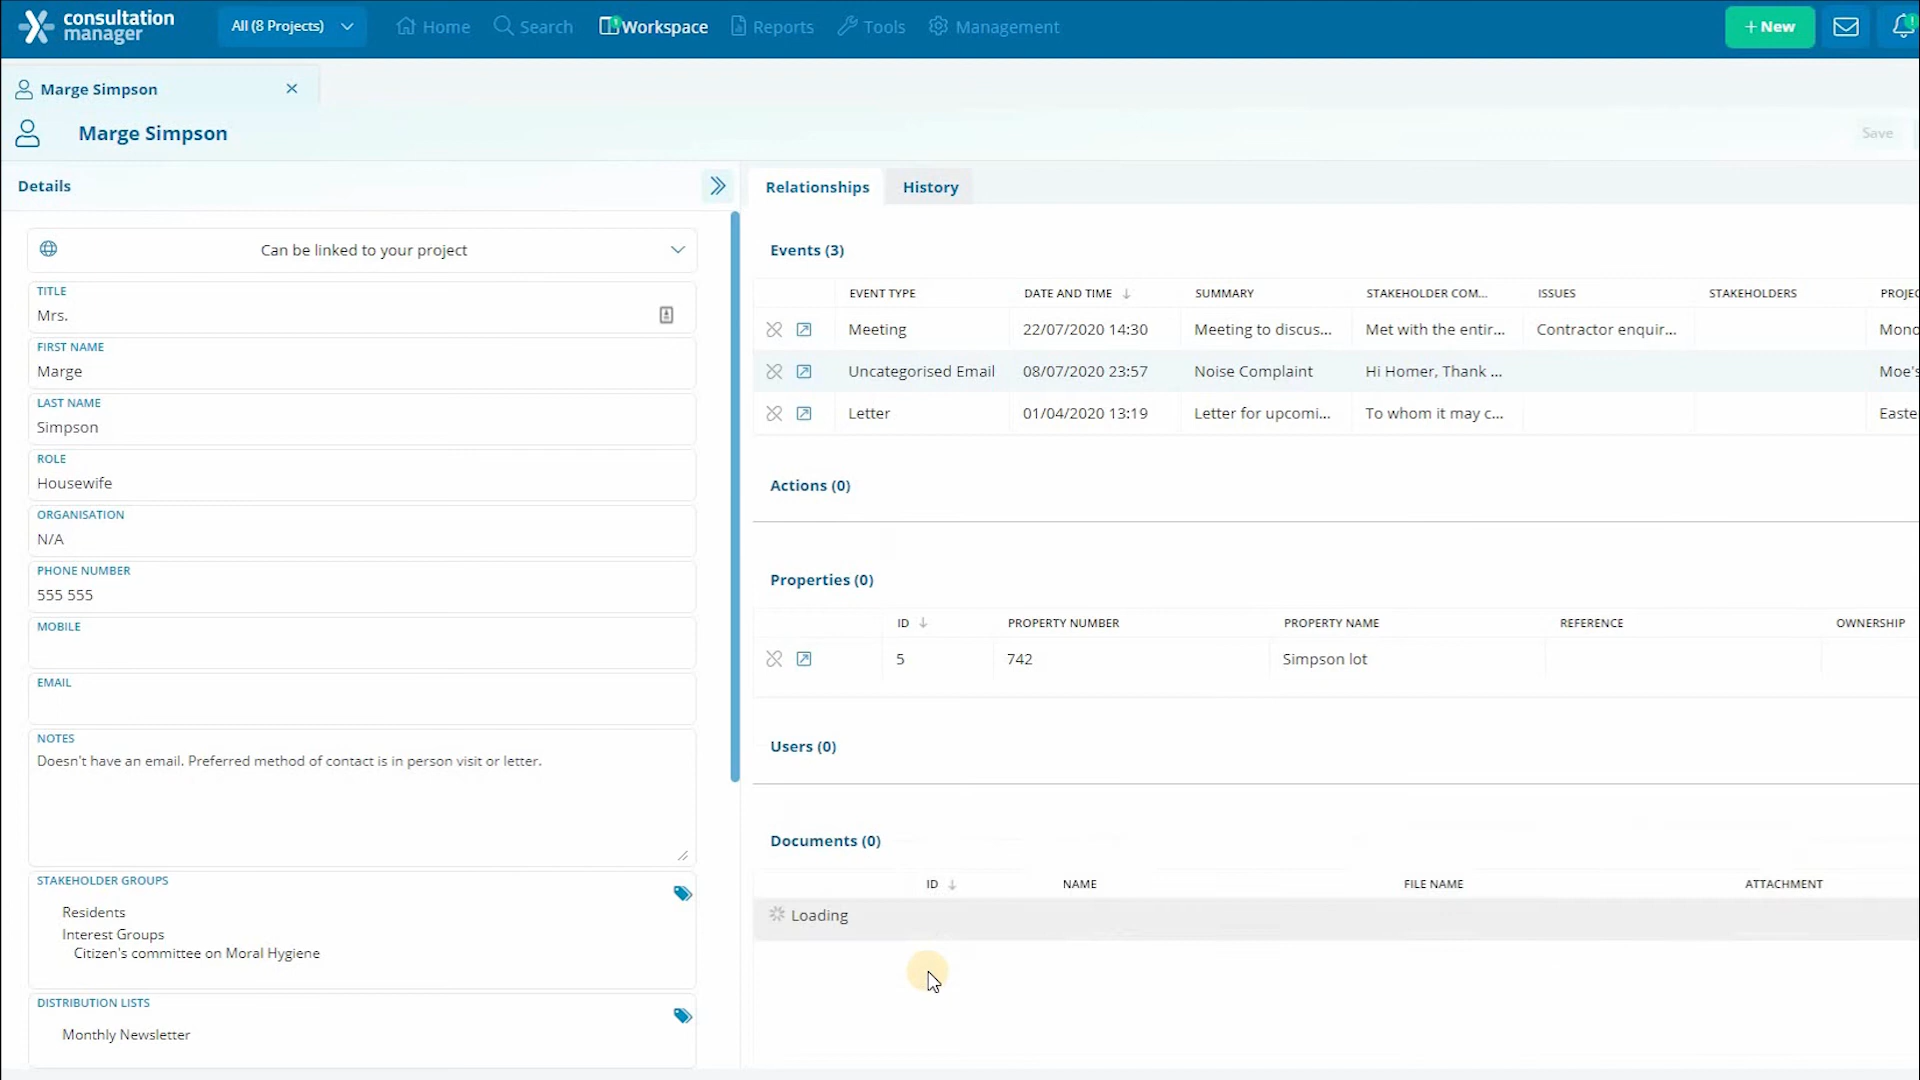 consultation
manager
All (8 Projects)
Home
Search
Workspace
Reports
Tools
Management
+ New
Marge Simpson
Marge Simpson
Save
Details
Can be linked to your project
TITLE
Mrs.
FIRST NAME
Marge
LAST NAME
Simpson
ROLE
Housewife
ORGANISATION
N/A
PHONE NUMBER
555 555
MOBILE
EMAIL
NOTES
Doesn't have an email. Preferred method of contact is in person visit or letter.
STAKEHOLDER GROUPS
Residents
Interest Groups
Citizen's committee on Moral Hygiene
DISTRIBUTION LISTS
Monthly Newsletter
Relationships
History
Events (3)
EVENT TYPE DATE AND TIME SUMMARY STAKEHOLDER COM... ISSUES STAKEHOLDERS PROJEC
Meeting 22/07/2020 14:30 Meeting to discus... Met with the entir... Contractor enquir... Mono
Uncategorised Email 08/07/2020 23:57 Noise Complaint Hi Homer, Thank ... Moe's
Letter 01/04/2020 13:19 Letter for upcomi... To whom it may c... Easte
Actions (0)
Properties (0)
ID PROPERTY NUMBER PROPERTY NAME REFERENCE OWNERSHIP
5 742 Simpson lot
Users (0)
Documents (0)
ID NAME FILE NAME ATTACHMENT
Loading